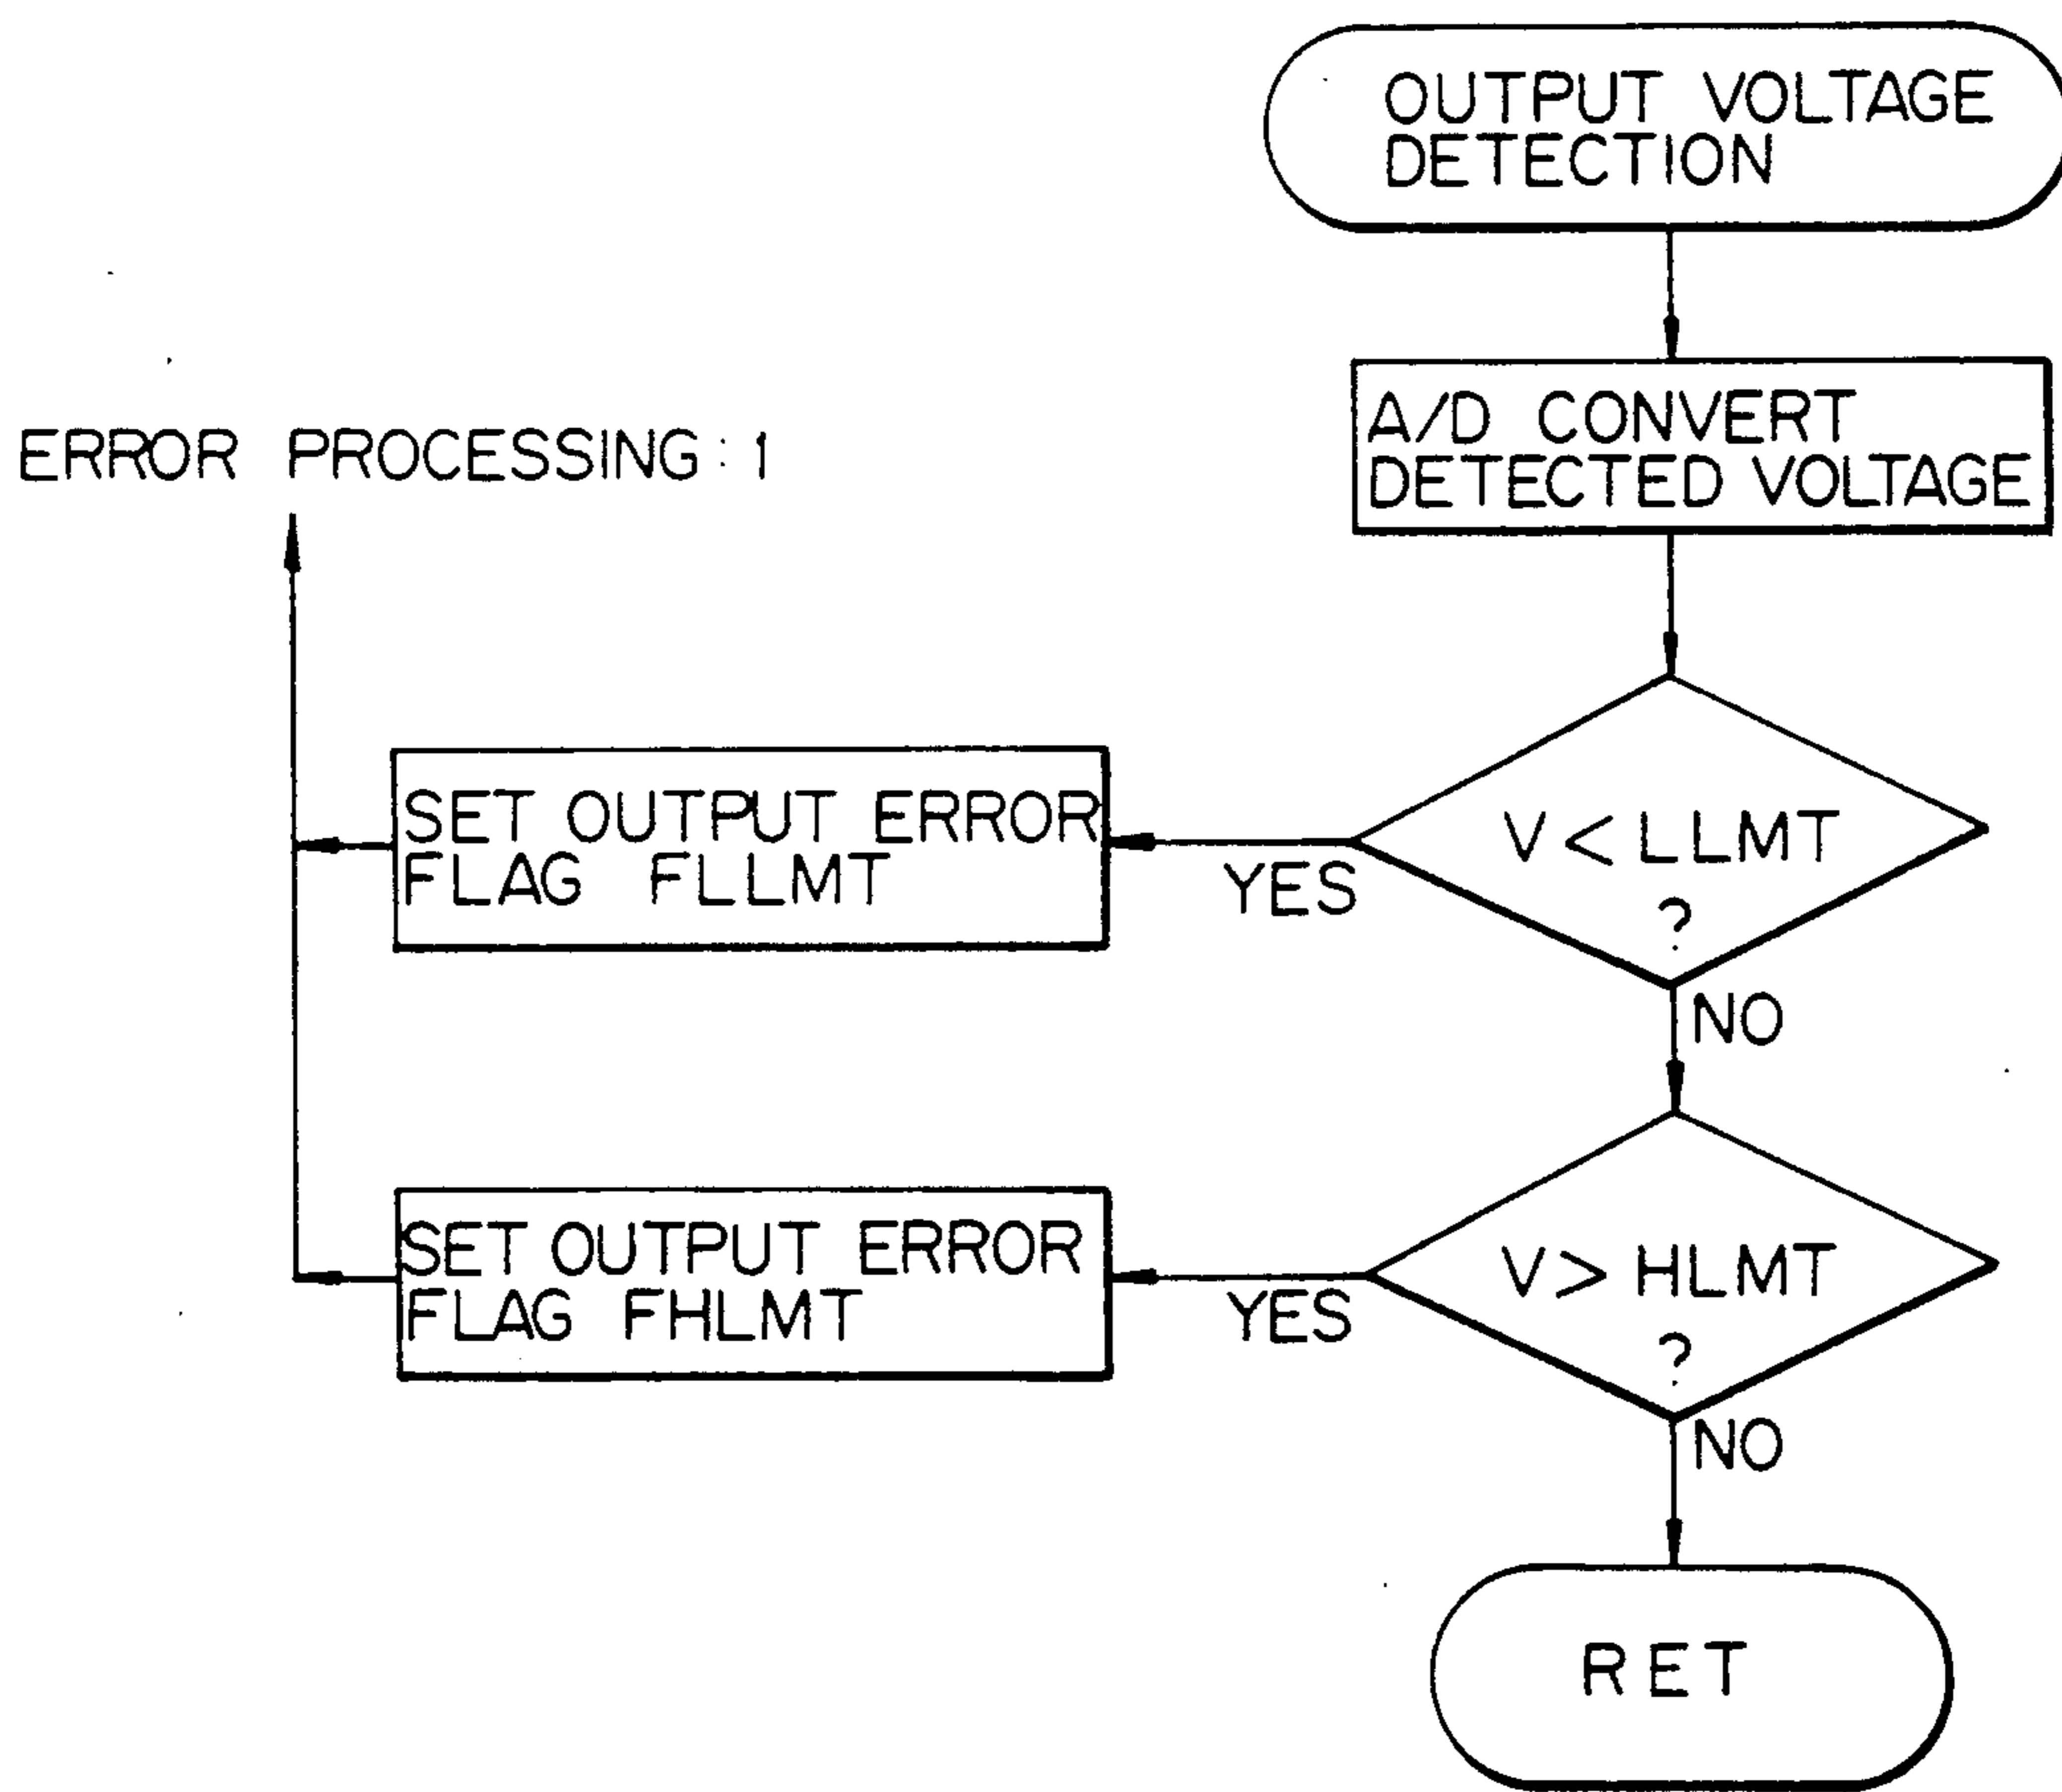 OUTPUT VOLTAGE
DETECTION
A/D CONVERT
DETECTED VOLTAGE
ERROR PROCESSING : 1
V < LLMT
?
YES
NO
SET OUTPUT ERROR
FLAG FLLMT
V > HLMT
?
YES
NO
SET OUTPUT ERROR
FLAG FHLMT
RET